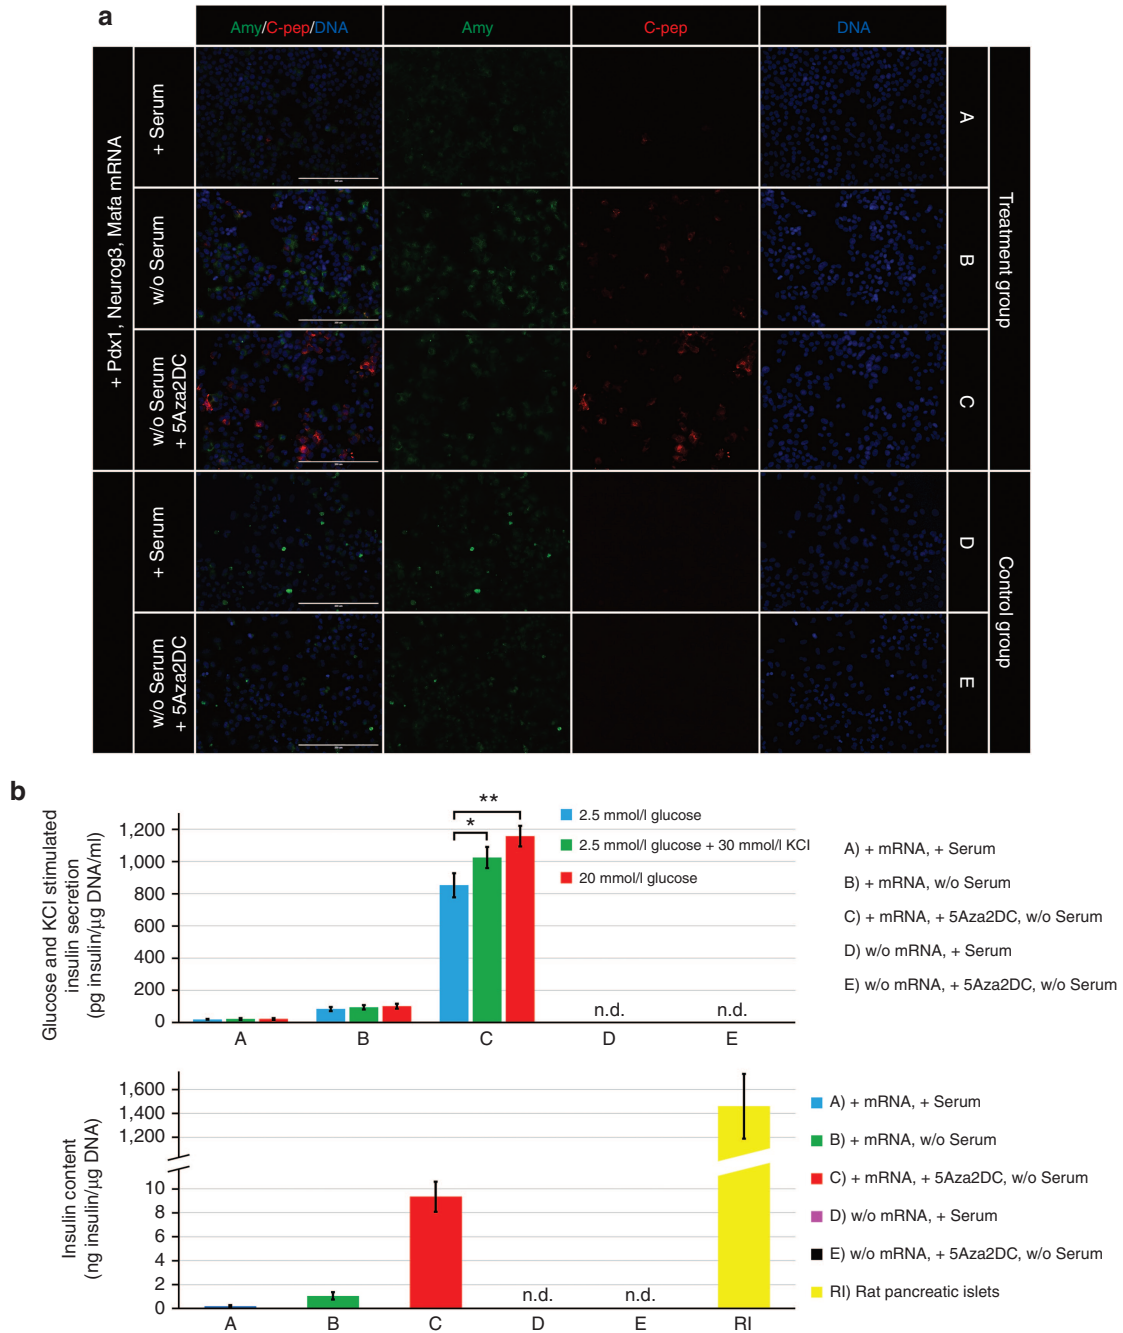 a
Amy/C-pep/DNA
Amy
C-pep
DNA
+ Pdx1, Neurog3, Mafa mRNA
+ Serum
w/o Serum
w/o Serum
+ 5Aza2DC
+ Serum
w/o Serum
+ 5Aza2DC
A
B
C
D
E
Treatment group
Control group
b
Glucose and KCl stimulated
insulin secretion
(pg insulin/μg DNA/ml)
1,200
1,000
800
600
400
200
0
*
**
n.d.
n.d.
A
B
C
D
E
2.5 mmol/l glucose
2.5 mmol/l glucose + 30 mmol/l KCl
20 mmol/l glucose
A) + mRNA, + Serum
B) + mRNA, w/o Serum
C) + mRNA, + 5Aza2DC, w/o Serum
D) w/o mRNA, + Serum
E) w/o mRNA, + 5Aza2DC, w/o Serum
Insulin content
(ng insulin/μg DNA)
1,600
1,400
1,200
10
8
6
4
2
0
n.d.
n.d.
A
B
C
D
E
RI
A) + mRNA, + Serum
B) + mRNA, w/o Serum
C) + mRNA, + 5Aza2DC, w/o Serum
D) w/o mRNA, + Serum
E) w/o mRNA, + 5Aza2DC, w/o Serum
RI) Rat pancreatic islets